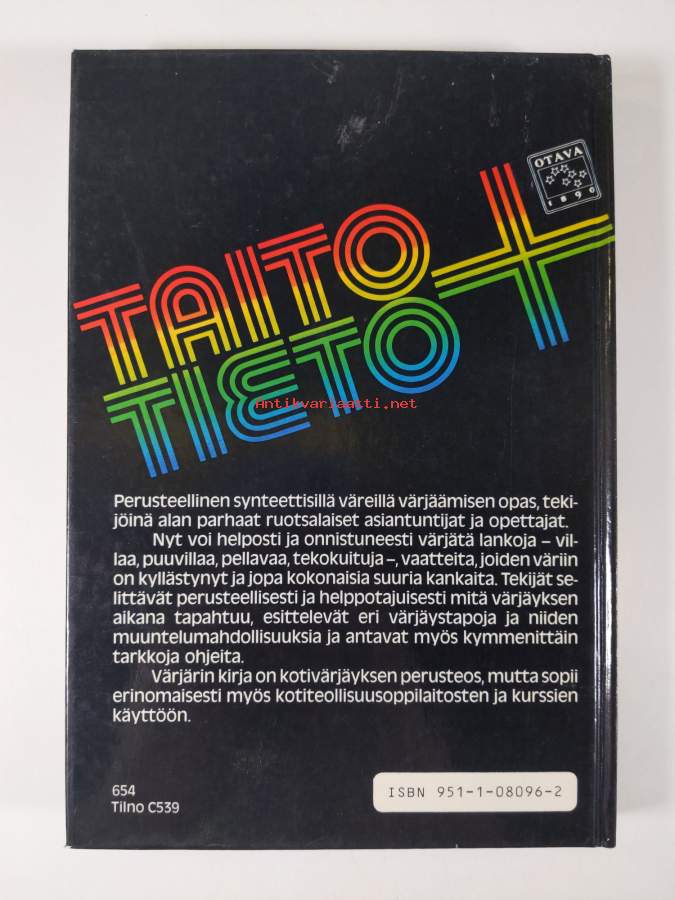 OTAVA
1890
TAITO
TIETO +
Antikvariaatti.net
Perusteellinen synteettisillä väreillä värjäämisen opas, teki-
jöinä alan parhaat ruotsalaiset asiantuntijat ja opettajat.
Nyt voi helposti ja onnistuneesti värjätä lankoja – vil-
laa, puuvillaa, pellavaa, tekokuituja –, vaatteita, joiden väriin
on kyllästynyt ja jopa kokonaisia suuria kankaita. Tekijät se-
littävät perusteellisesti ja helppotajuisesti mitä värjäyksen
aikana tapahtuu, esittelevät eri värjäystapoja ja niiden
muuntelumahdollisuuksia ja antavat myös kymmenittäin
tarkkoja ohjeita.
Värjärin kirja on kotivärjäyksen perusteos, mutta sopii
erinomaisesti myös kotiteollisuusoppilaitosten ja kurssien
käyttöön.
654
Tilno C539
ISBN 951-1-08096-2